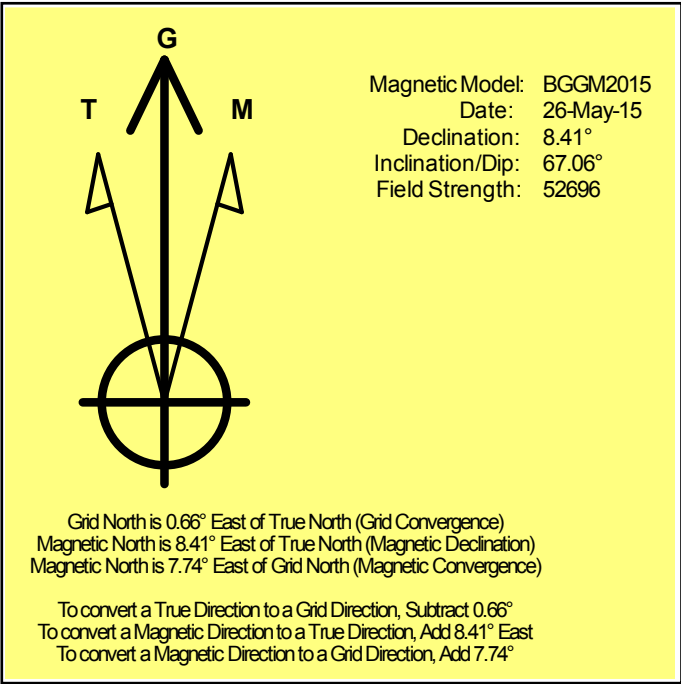 G
T M
Magnetic Model: BGGM2015
Date: 26-May-15
Declination: 8.41°
Inclination/Dip: 67.06°
Field Strength: 52696
Grid North is 0.66° East of True North (Grid Convergence)
Magnetic North is 8.41° East of True North (Magnetic Declination)
Magnetic North is 7.74° East of Grid North (Magnetic Convergence)
To convert a True Direction to a Grid Direction, Subtract 0.66°
To convert a Magnetic Direction to a True Direction, Add 8.41° East
To convert a Magnetic Direction to a Grid Direction, Add 7.74°